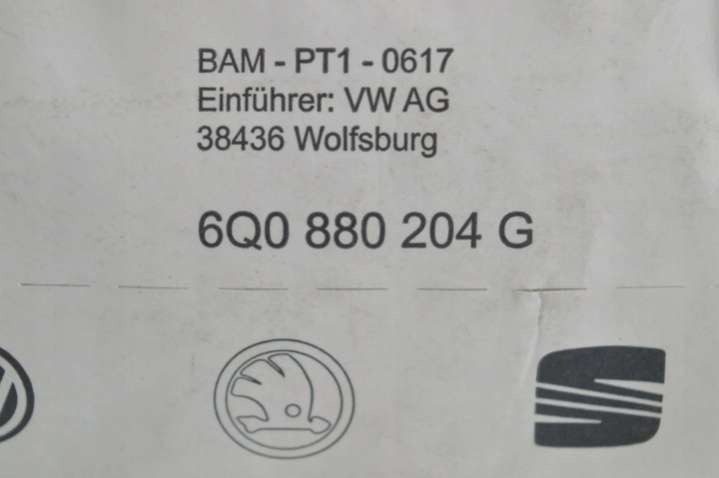 BAM - PT1 - 0617
Einführer: VW AG
38436 Wolfsburg
6Q0 880 204 G